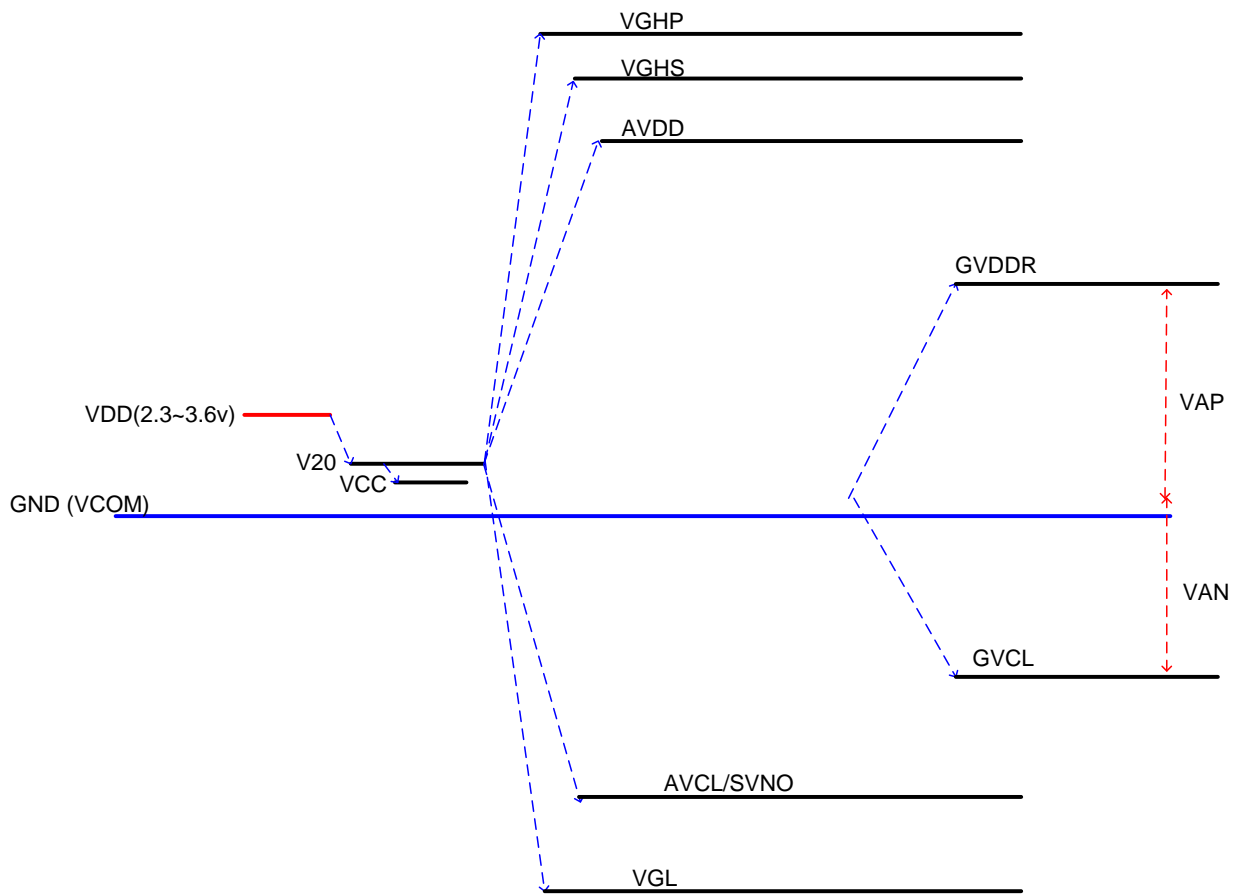 VGHP
VGHS
AVDD
GVDDR
VAP
VDD(2.3~3.6v)
V20
VCC
GND (VCOM)
VAN
GVCL
AVCL/SVNO
VGL